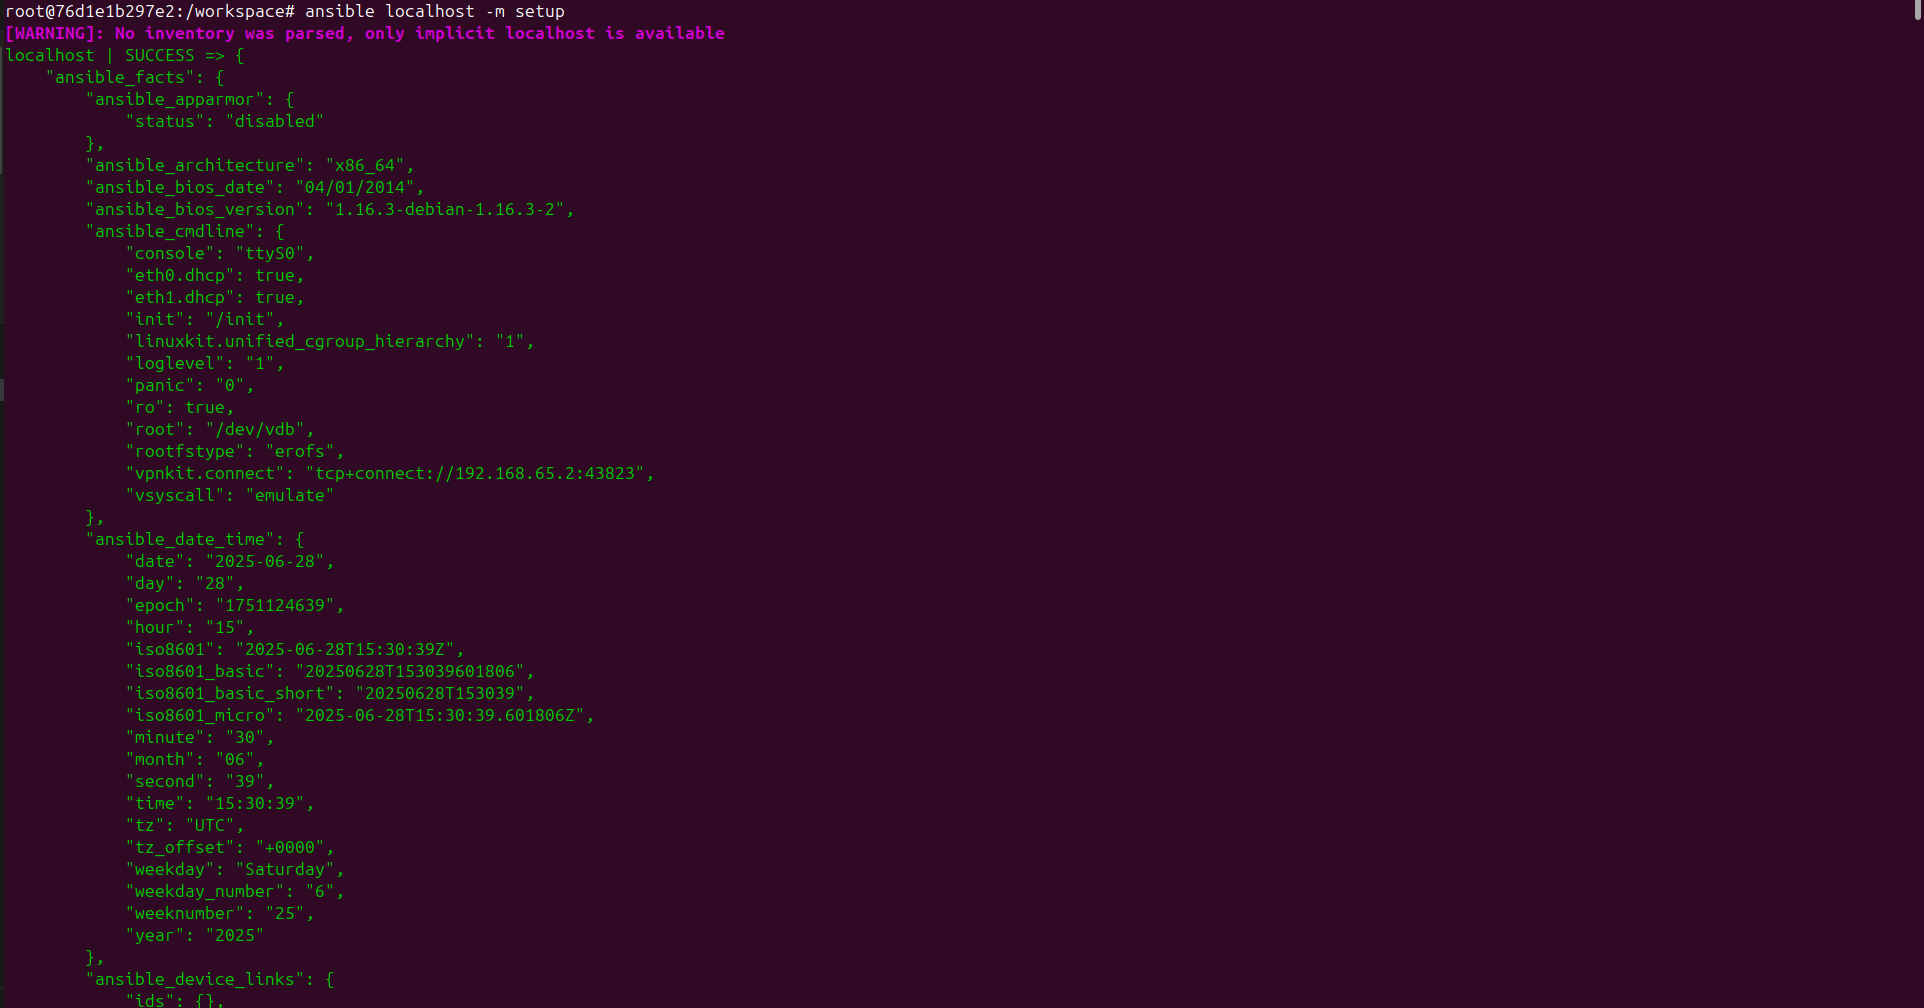 root@76d1e1b297e2:/workspace# ansible localhost -m setup
[WARNING]: No inventory was parsed, only implicit localhost is available
localhost | SUCCESS => {
    "ansible_facts": {
        "ansible_apparmor": {
            "status": "disabled"
        },
        "ansible_architecture": "x86_64",
        "ansible_bios_date": "04/01/2014",
        "ansible_bios_version": "1.16.3-debian-1.16.3-2",
        "ansible_cmdline": {
            "console": "ttyS0",
            "eth0.dhcp": true,
            "eth1.dhcp": true,
            "init": "/init",
            "linuxkit.unified_cgroup_hierarchy": "1",
            "loglevel": "1",
            "panic": "0",
            "ro": true,
            "root": "/dev/vdb",
            "rootfstype": "erofs",
            "vpnkit.connect": "tcp+connect://192.168.65.2:43823",
            "vsyscall": "emulate"
        },
        "ansible_date_time": {
            "date": "2025-06-28",
            "day": "28",
            "epoch": "1751124639",
            "hour": "15",
            "iso8601": "2025-06-28T15:30:39Z",
            "iso8601_basic": "20250628T153039601806",
            "iso8601_basic_short": "20250628T153039",
            "iso8601_micro": "2025-06-28T15:30:39.601806Z",
            "minute": "30",
            "month": "06",
            "second": "39",
            "time": "15:30:39",
            "tz": "UTC",
            "tz_offset": "+0000",
            "weekday": "Saturday",
            "weekday_number": "6",
            "weeknumber": "25",
            "year": "2025"
        },
        "ansible_device_links": {
            "ids": {},